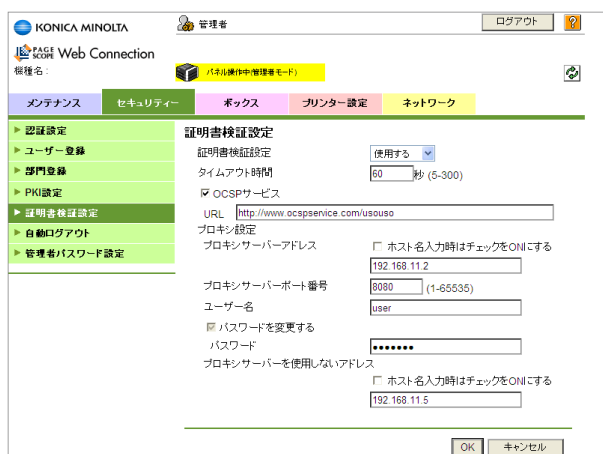 KONICA MINOLTA
管理者
ログアウト
?
PAGE SCOPE Web Connection
機種名:
パネル操作中(管理者モード)
メンテナンス
セキュリティー
ボックス
プリンター設定
ネットワーク
認証設定
ユーザー登録
部門登録
PKI設定
証明書検証設定
自動ログアウト
管理者パスワード設定
証明書検証設定
証明書検証設定
使用する
タイムアウト時間
60 秒 (5-300)
OCSPサービス
URL http://www.ocspservice.com/usouso
プロキシ設定
プロキシサーバーアドレス
ホスト名入力時はチェックをONにする
192.168.11.2
プロキシサーバーポート番号
8080 (1-65535)
ユーザー名
user
パスワードを変更する
パスワード
●●●●●●●
プロキシサーバーを使用しないアドレス
ホスト名入力時はチェックをONにする
192.168.11.5
OK
キャンセル